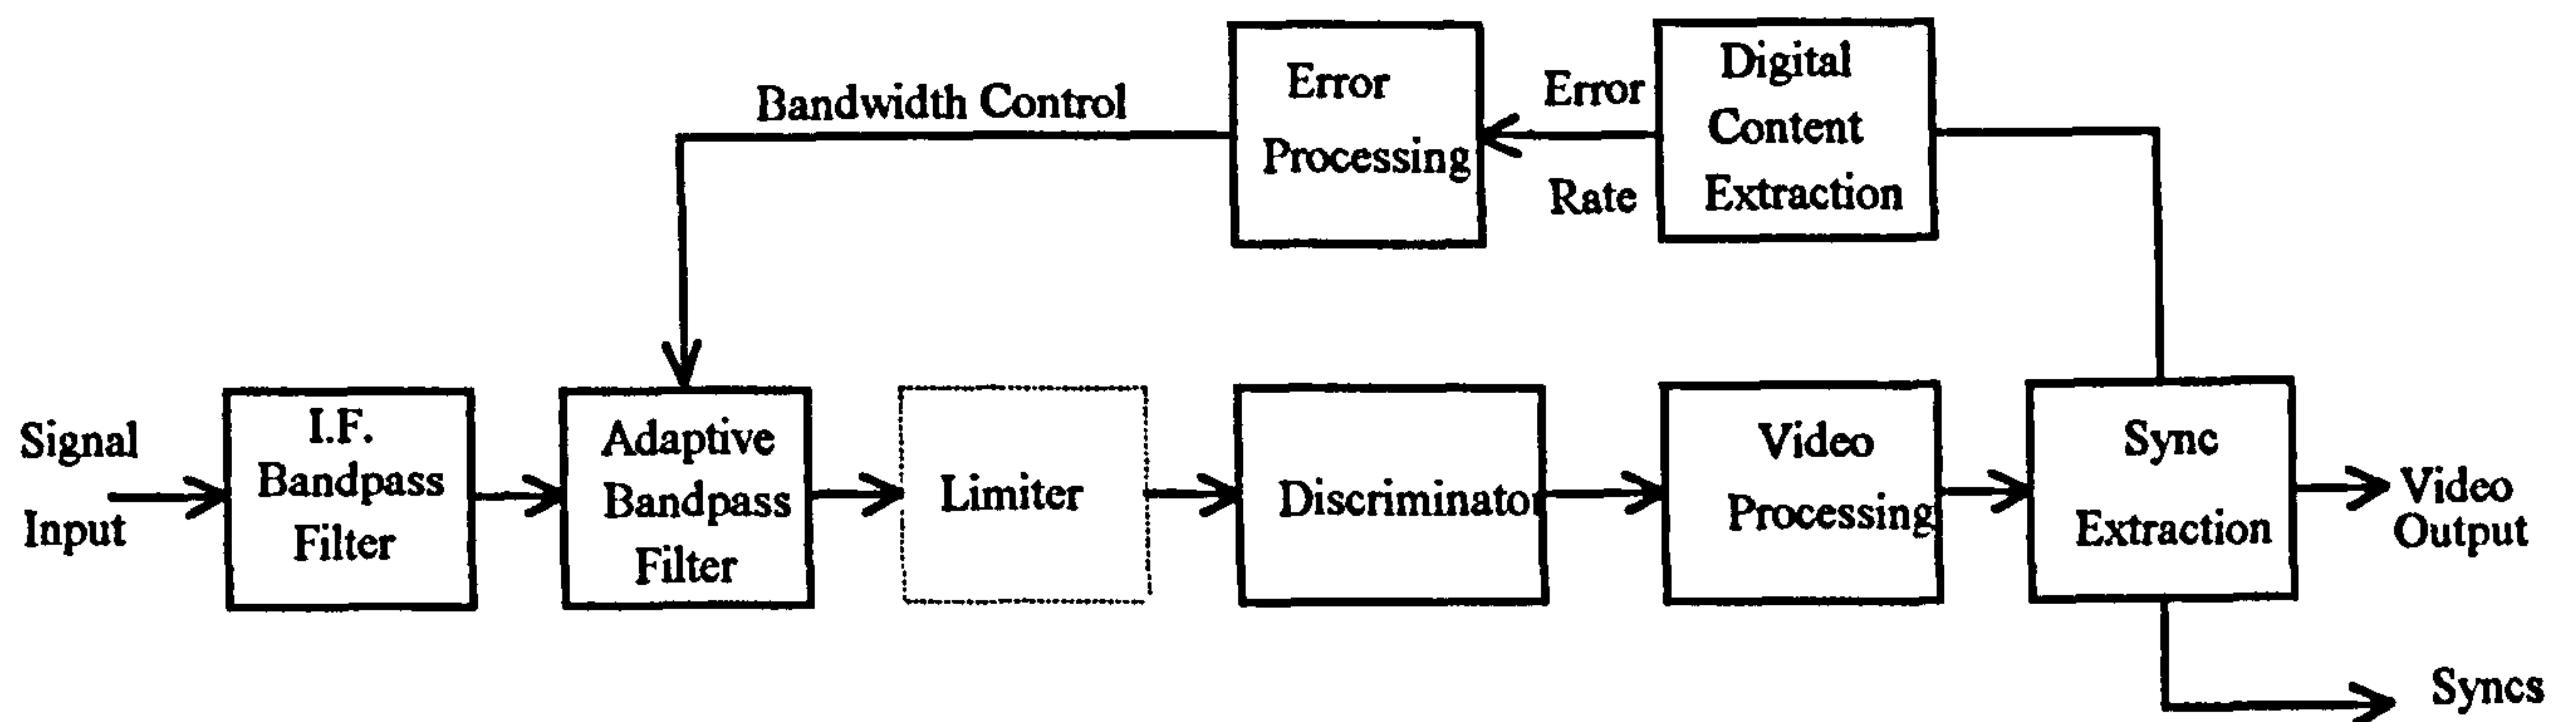 Bandwidth Control
Error
Processing
Error
Rate
Digital
Content
Extraction
Signal
Input
I.F.
Bandpass
Filter
Adaptive
Bandpass
Filter
Limiter
Discriminator
Video
Processing
Sync
Extraction
Video
Output
Syncs